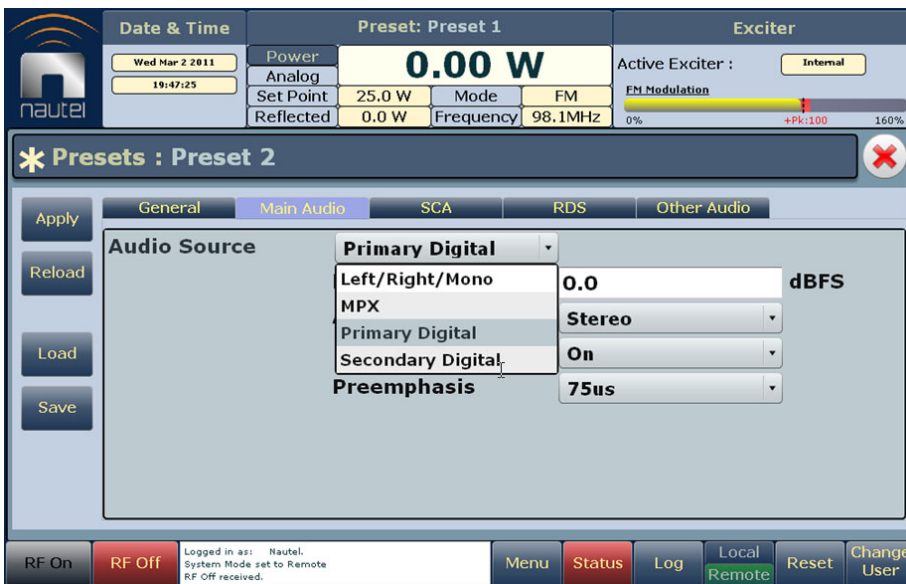 nautel
Date & Time
Wed Mar 2 2011
19:47:25
Preset: Preset 1
Power
0.00 W
Analog
Set Point 25.0 W Mode FM
Reflected 0.0 W Frequency 98.1MHz
Exciter
Active Exciter : Internal
FM Modulation
0% +Pk:100 160%
Presets : Preset 2
Apply
Reload
Load
Save
General Main Audio SCA RDS Other Audio
Audio Source Primary Digital
Left/Right/Mono
MPX
Primary Digital
Secondary Digital
0.0 dBFS
Stereo
On
Preemphasis 75us
RF On RF Off
Logged in as: Nautel.
System Mode set to Remote
RF Off received.
Menu Status Log
Local
Remote
Reset
Change
User